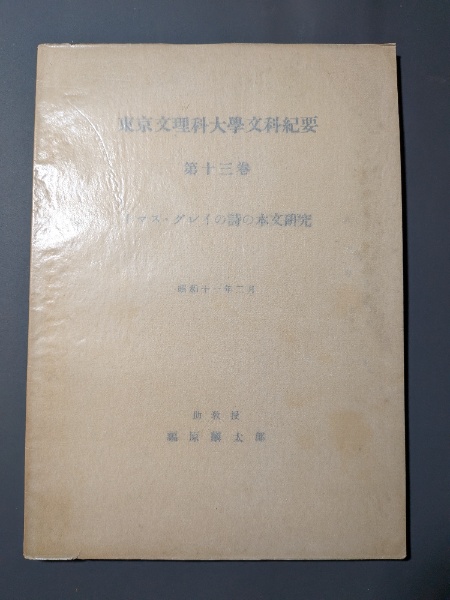 東京文理科大學文科紀要
第十三巻
トマス・グレイの詩の本文研究
昭和十一年二月
助教授
福原麟太郎